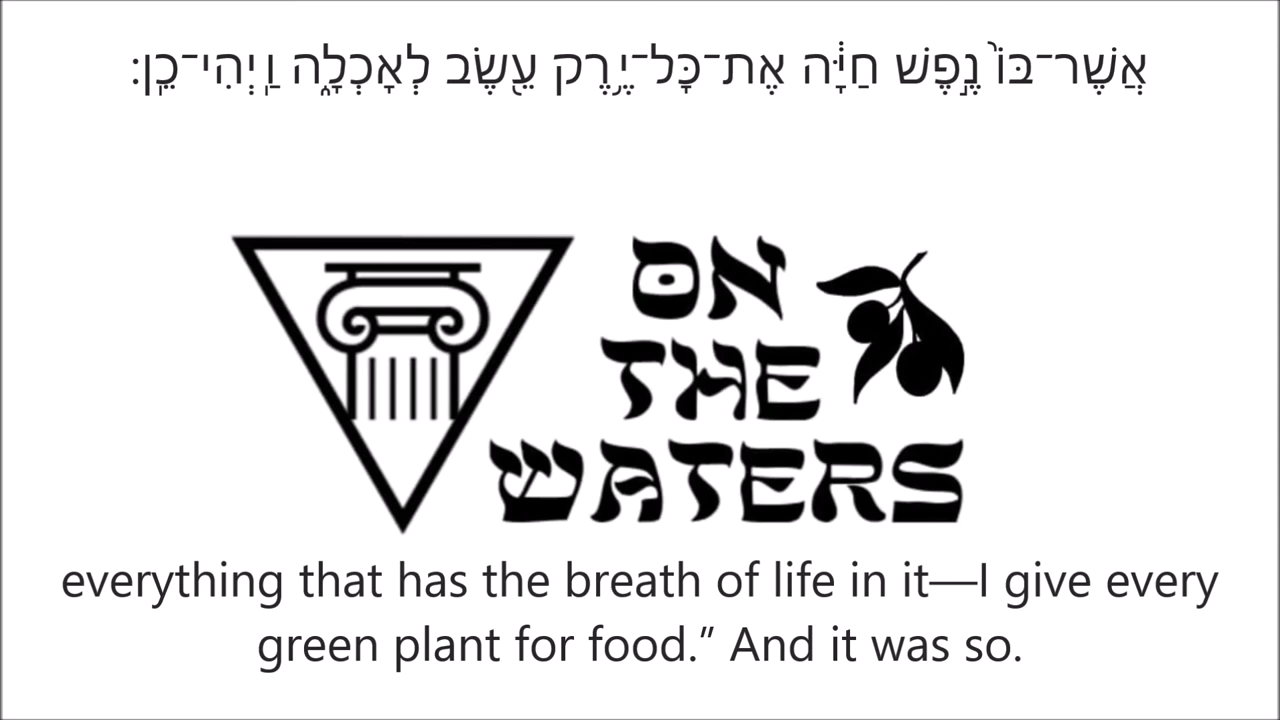 אֲשֶׁר־בּוֹ֙ נֶ֣פֶשׁ חַיָּ֔ה אֶת־כָּל־יֶ֥רֶק עֵ֖שֶׂב לְאָכְלָ֑ה וַֽיְהִי־כֵֽן׃
ON
THE
WATERS
everything that has the breath of life in it—I give every
green plant for food.” And it was so.